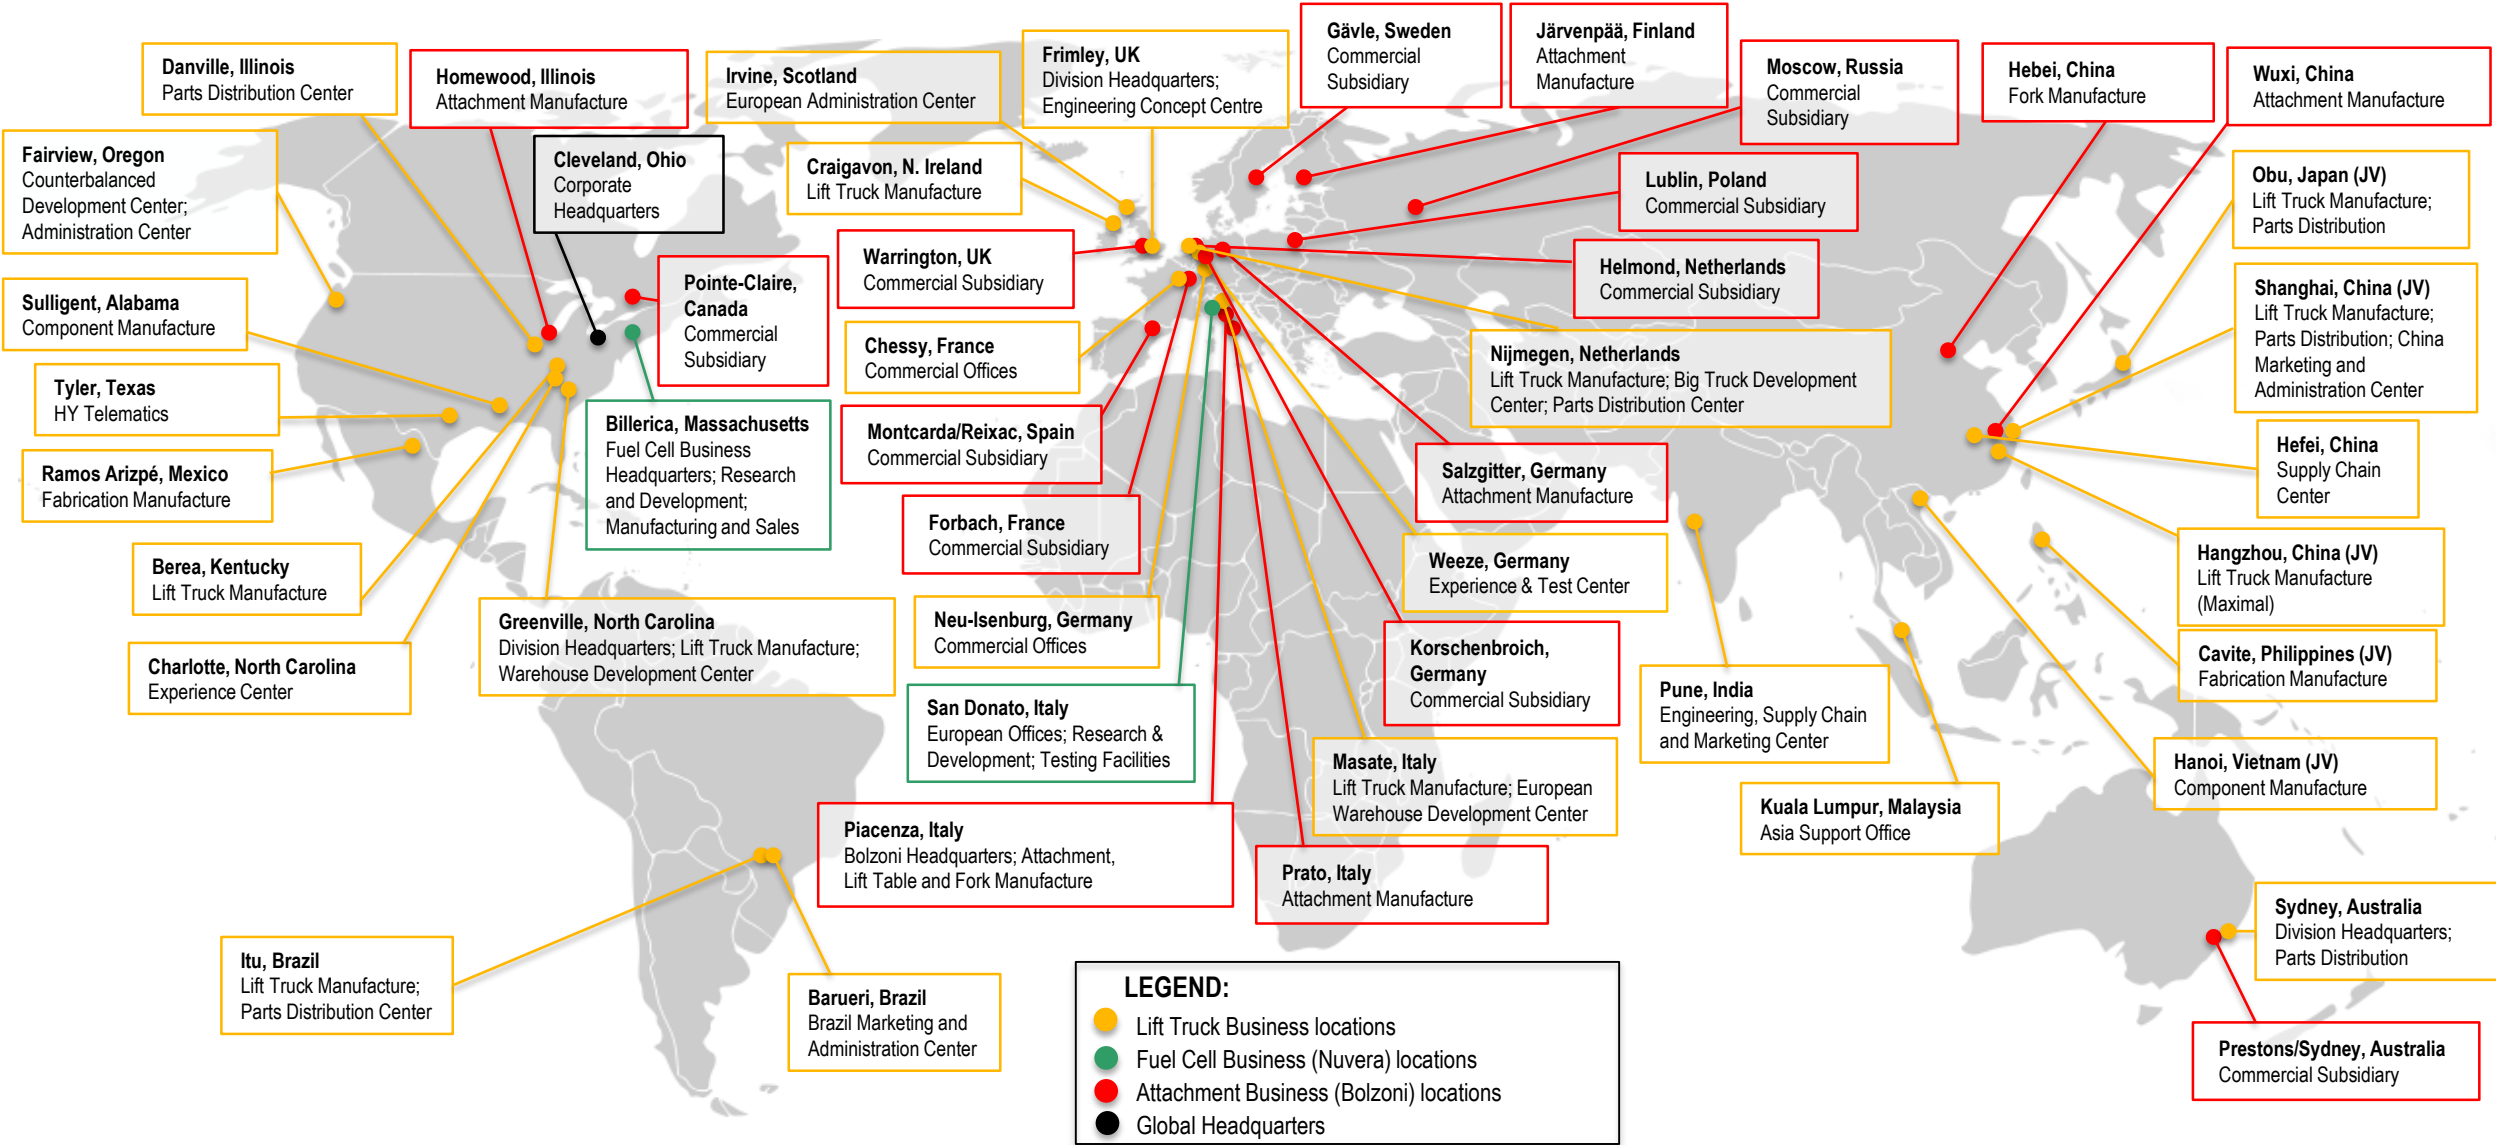 Danville, Illinois
Parts Distribution Center
Homewood, Illinois
Attachment Manufacture
Irvine, Scotland
European Administration Center
Frimley, UK
Division Headquarters;
Engineering Concept Centre
Gävle, Sweden
Commercial
Subsidiary
Järvenpää, Finland
Attachment
Manufacture
Moscow, Russia
Commercial
Subsidiary
Hebei, China
Fork Manufacture
Wuxi, China
Attachment Manufacture
Fairview, Oregon
Counterbalanced
Development Center;
Administration Center
Cleveland, Ohio
Corporate
Headquarters
Craigavon, N. Ireland
Lift Truck Manufacture
Lublin, Poland
Commercial Subsidiary
Obu, Japan (JV)
Lift Truck Manufacture;
Parts Distribution
Warrington, UK
Commercial Subsidiary
Helmond, Netherlands
Commercial Subsidiary
Sulligent, Alabama
Component Manufacture
Pointe-Claire,
Canada
Commercial
Subsidiary
Shanghai, China (JV)
Lift Truck Manufacture;
Parts Distribution; China
Marketing and
Administration Center
Chessy, France
Commercial Offices
Nijmegen, Netherlands
Lift Truck Manufacture; Big Truck Development
Center; Parts Distribution Center
Tyler, Texas
HY Telematics
Billerica, Massachusetts
Fuel Cell Business
Headquarters; Research
and Development;
Manufacturing and Sales
Montcarda/Reixac, Spain
Commercial Subsidiary
Hefei, China
Supply Chain
Center
Ramos Arizpé, Mexico
Fabrication Manufacture
Salzgitter, Germany
Attachment Manufacture
Forbach, France
Commercial Subsidiary
Berea, Kentucky
Lift Truck Manufacture
Weeze, Germany
Experience & Test Center
Hangzhou, China (JV)
Lift Truck Manufacture
(Maximal)
Greenville, North Carolina
Division Headquarters; Lift Truck Manufacture;
Warehouse Development Center
Neu-Isenburg, Germany
Commercial Offices
Korschenbroich,
Germany
Commercial Subsidiary
Charlotte, North Carolina
Experience Center
Cavite, Philippines (JV)
Fabrication Manufacture
Pune, India
Engineering, Supply Chain
and Marketing Center
San Donato, Italy
European Offices; Research &
Development; Testing Facilities
Masate, Italy
Lift Truck Manufacture; European
Warehouse Development Center
Hanoi, Vietnam (JV)
Component Manufacture
Kuala Lumpur, Malaysia
Asia Support Office
Piacenza, Italy
Bolzoni Headquarters; Attachment,
Lift Table and Fork Manufacture
Prato, Italy
Attachment Manufacture
Sydney, Australia
Division Headquarters;
Parts Distribution
Itu, Brazil
Lift Truck Manufacture;
Parts Distribution Center
Barueri, Brazil
Brazil Marketing and
Administration Center
Prestons/Sydney, Australia
Commercial Subsidiary
LEGEND:
Lift Truck Business locations
Fuel Cell Business (Nuvera) locations
Attachment Business (Bolzoni) locations
Global Headquarters